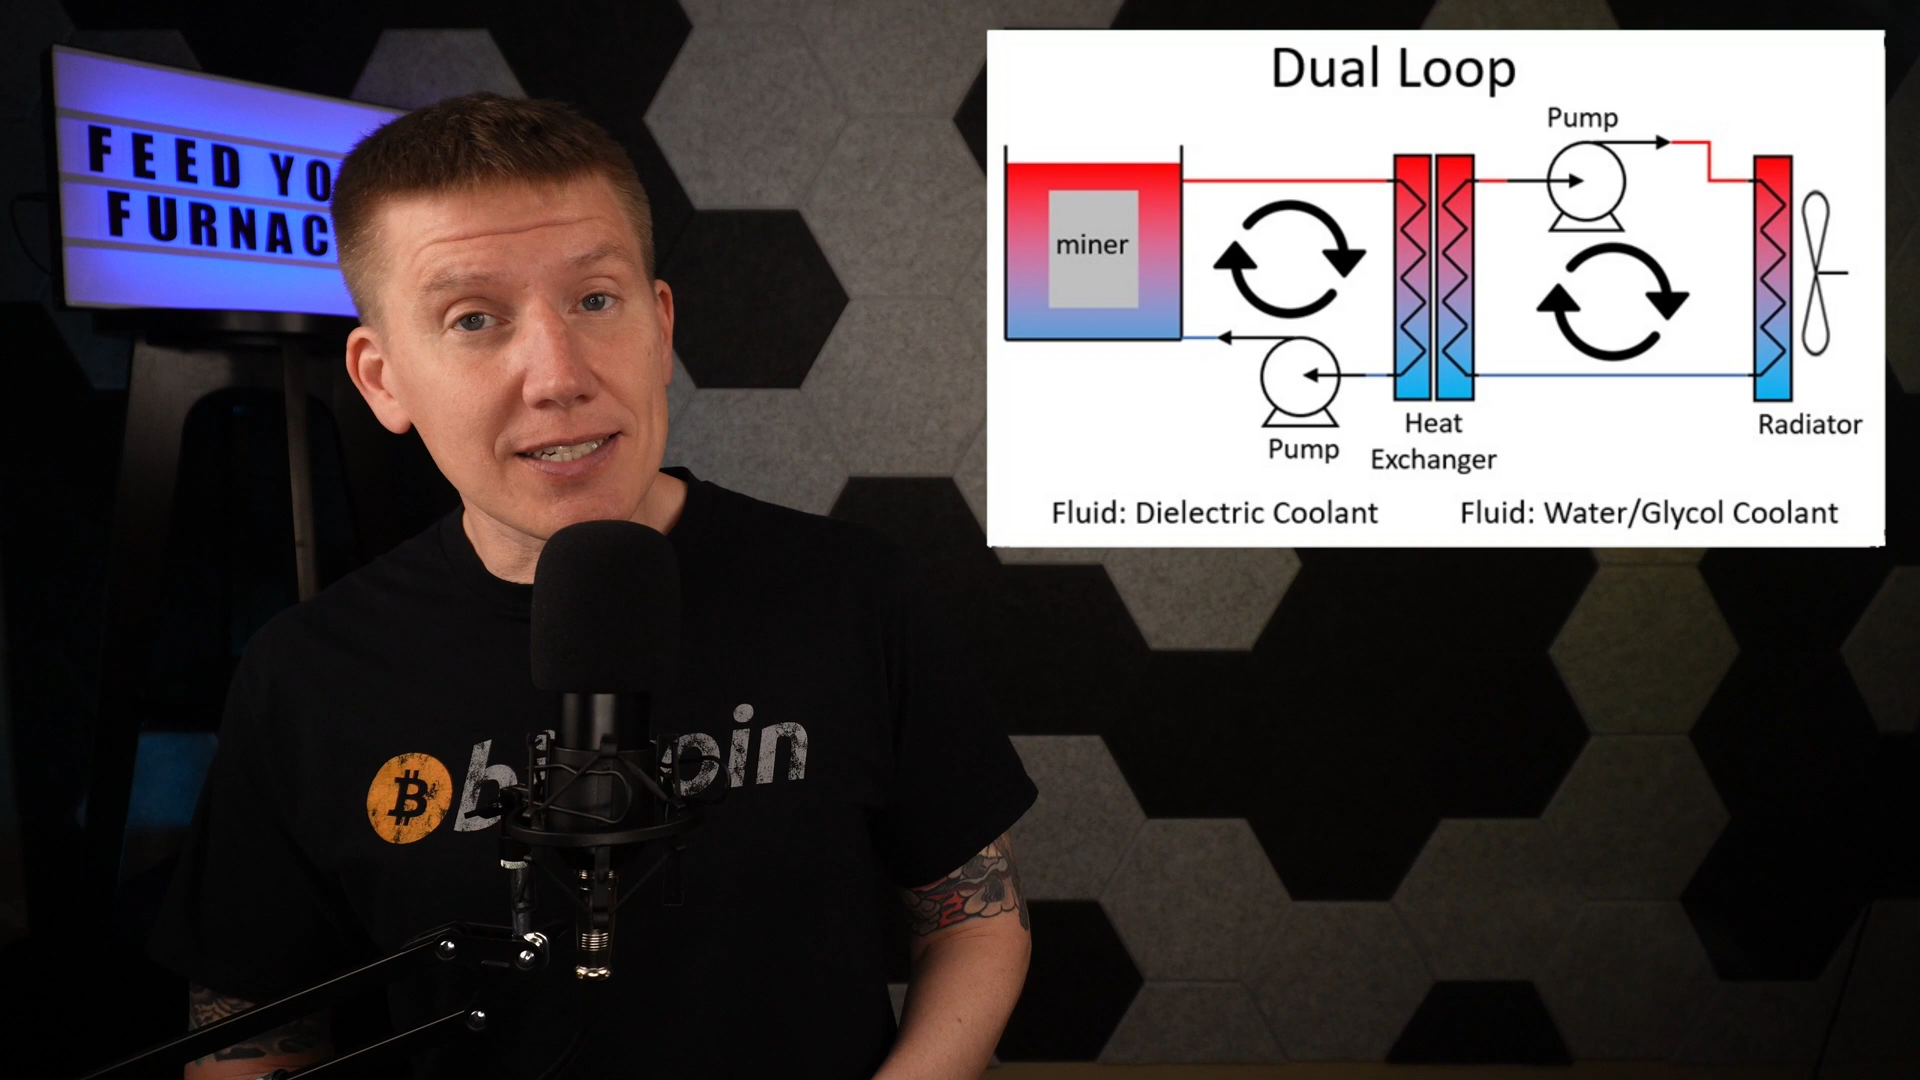 FEED YO
FURNAC
Dual Loop
Pump
miner
Pump
Heat
Exchanger
Radiator
Fluid: Dielectric Coolant
Fluid: Water/Glycol Coolant